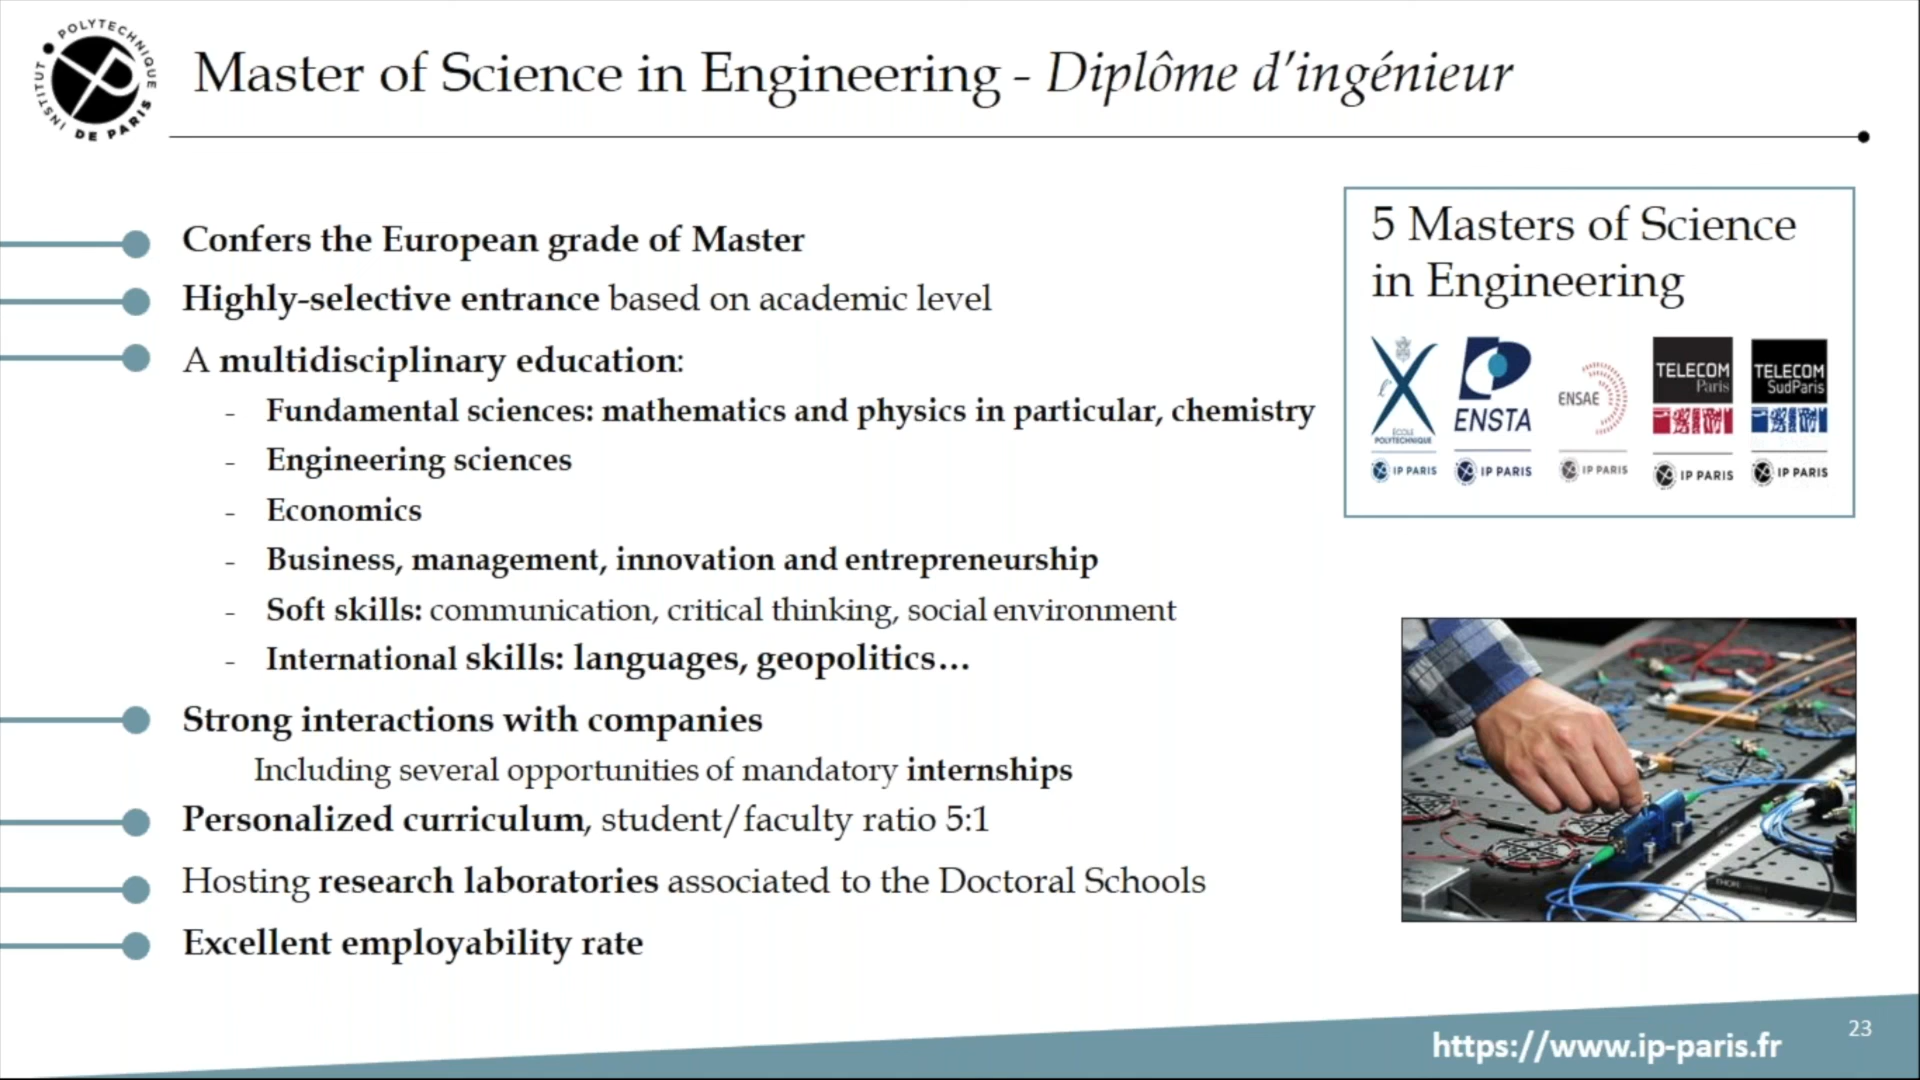 INSTITUT POLYTECHNIQUE DE PARIS
Master of Science in Engineering - Diplôme d'ingénieur
Confers the European grade of Master
Highly-selective entrance based on academic level
A multidisciplinary education:
- Fundamental sciences: mathematics and physics in particular, chemistry
- Engineering sciences
- Economics
- Business, management, innovation and entrepreneurship
- Soft skills: communication, critical thinking, social environment
- International skills: languages, geopolitics...
Strong interactions with companies
Including several opportunities of mandatory internships
Personalized curriculum, student/faculty ratio 5:1
Hosting research laboratories associated to the Doctoral Schools
Excellent employability rate
5 Masters of Science
in Engineering
l'X
ÉCOLE
POLYTECHNIQUE
IP PARIS
ENSTA
IP PARIS
ENSAE
IP PARIS
TELECOM
Paris
IP PARIS
TELECOM
SudParis
IP PARIS
https://www.ip-paris.fr
23